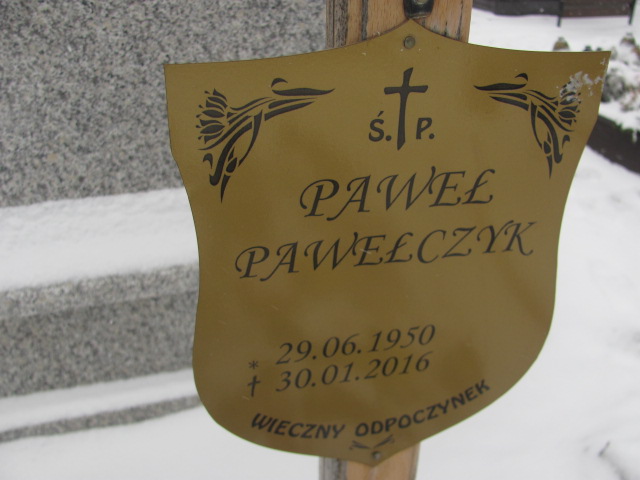 Ś. P.
PAWEŁ
PAWEŁCZYK
* 29.06.1950
† 30.01.2016
WIECZNY ODPOCZYNEK